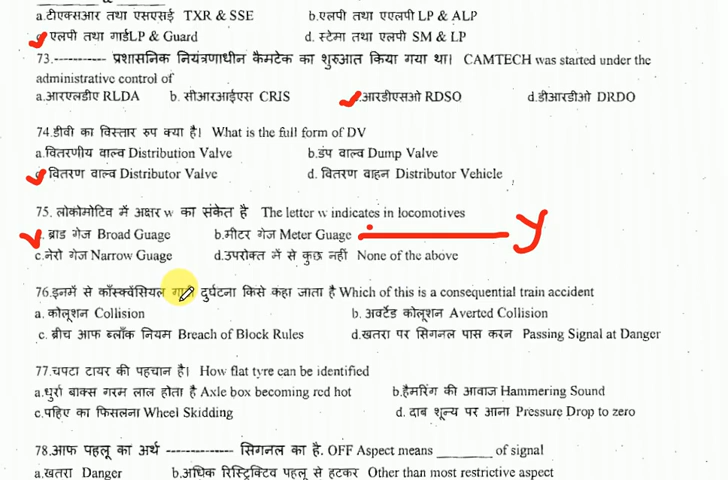 &
a.टीएक्सआर तथा एसएसई TXR & SSE b.एलपी तथा एएलपी LP & ALP
एलपी तथा गार्डLP & Guard d. स्टेमा तथा एलपी SM & LP
73.----------- प्रशासनिक नियंत्रणाधीन कैमटेक का शुरुआत किया गया था। CAMTECH was started under the
administrative control of
a.आरएलडीए RLDA b. सीआरआईएस CRIS .आरडीएसओ RDSO d.डीआरडीओ DRDO
74.डीवी का विस्तार रुप क्या है। What is the full form of DV
a.वितरणीय वाल्व Distribution Valve b.डंप वाल्व Dump Valve
वितरण वाल्व Distributor Valve d. वितरण वाहन Distributor Vehicle
75. लोकोमोटिव में अक्षर w का संकेत है The letter w indicates in locomotives
. ब्राड गेज Broad Guage b.मीटर गेज Meter Guage y
c.नेरो गेज Narrow Guage d.उपरोक्त में से कुछ नहीं None of the above
76.इनमें से कॉंस्क्वेंसियल दुर्घटना किसे कहा जाता है Which of this is a consequential train accident
a. कोलूशन Collision b. अवर्टेड कोलूशन Averted Collision
c. ब्रीच आफ ब्लॉक नियम Breach of Block Rules d.खतरा पर सिगनल पास करन Passing Signal at Danger
77.चपटा टायर की पहचान है। How flat tyre can be identified
a.धुर्रा बाक्स गरम लाल होता है Axle box becoming red hot b.हैमरिंग की आवाज Hammering Sound
c.पहिए का फिसलना Wheel Skidding d. दाब शून्य पर आना Pressure Drop to zero
78.आफ पहलू का अर्थ -------------- सिगनल का है. OFF Aspect means ________ of signal
a.खतरा Danger b.अधिक रिस्ट्रिक्टिव पहलू से हटकर Other than most restrictive aspect